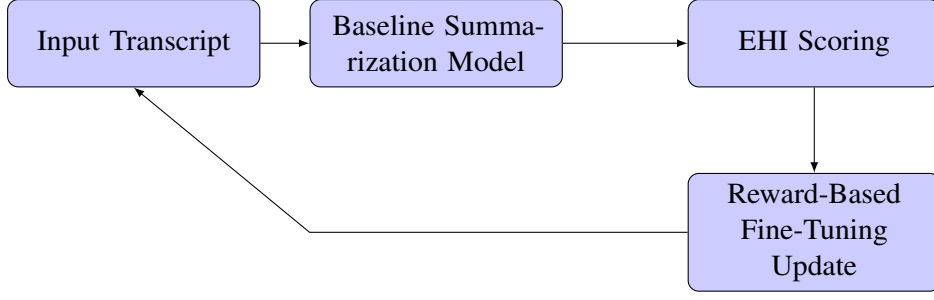 Input Transcript
Baseline Summa-
rization Model
EHI Scoring
Reward-Based
Fine-Tuning
Update